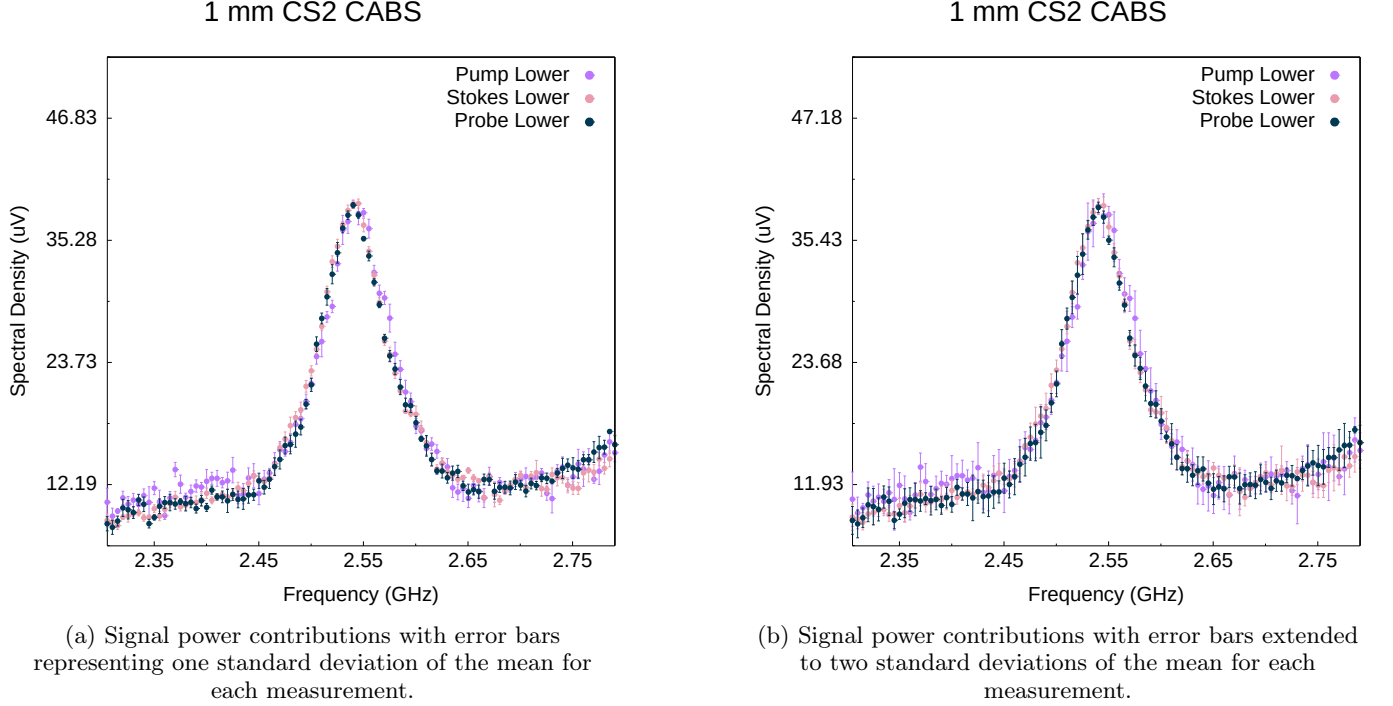 1 mm CS2 CABS
Pump Lower
Stokes Lower
Probe Lower
46.83
35.28
23.73
12.19
Spectral Density (uV)
2.35
2.45
2.55
2.65
2.75
Frequency (GHz)
(a) Signal power contributions with error bars
representing one standard deviation of the mean for
each measurement.
1 mm CS2 CABS
Pump Lower
Stokes Lower
Probe Lower
47.18
35.43
23.68
11.93
Spectral Density (uV)
2.35
2.45
2.55
2.65
2.75
Frequency (GHz)
(b) Signal power contributions with error bars extended
to two standard deviations of the mean for each
measurement.